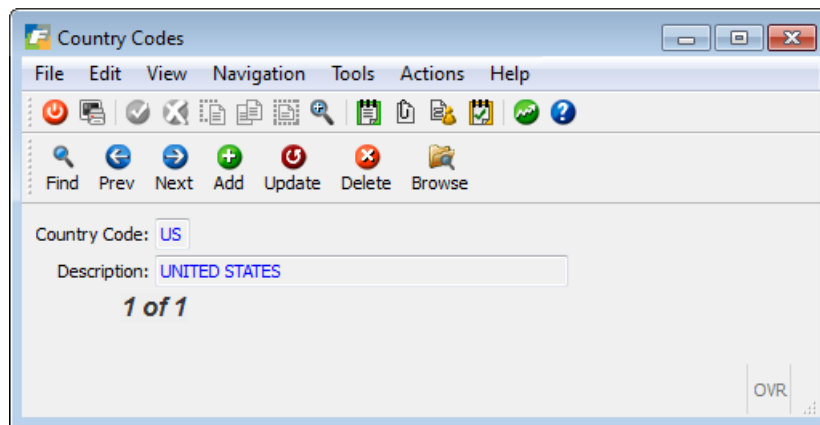 Country Codes
File Edit View Navigation Tools Actions Help
Find Prev Next Add Update Delete Browse
Country Code: US
Description: UNITED STATES
1 of 1
OVR